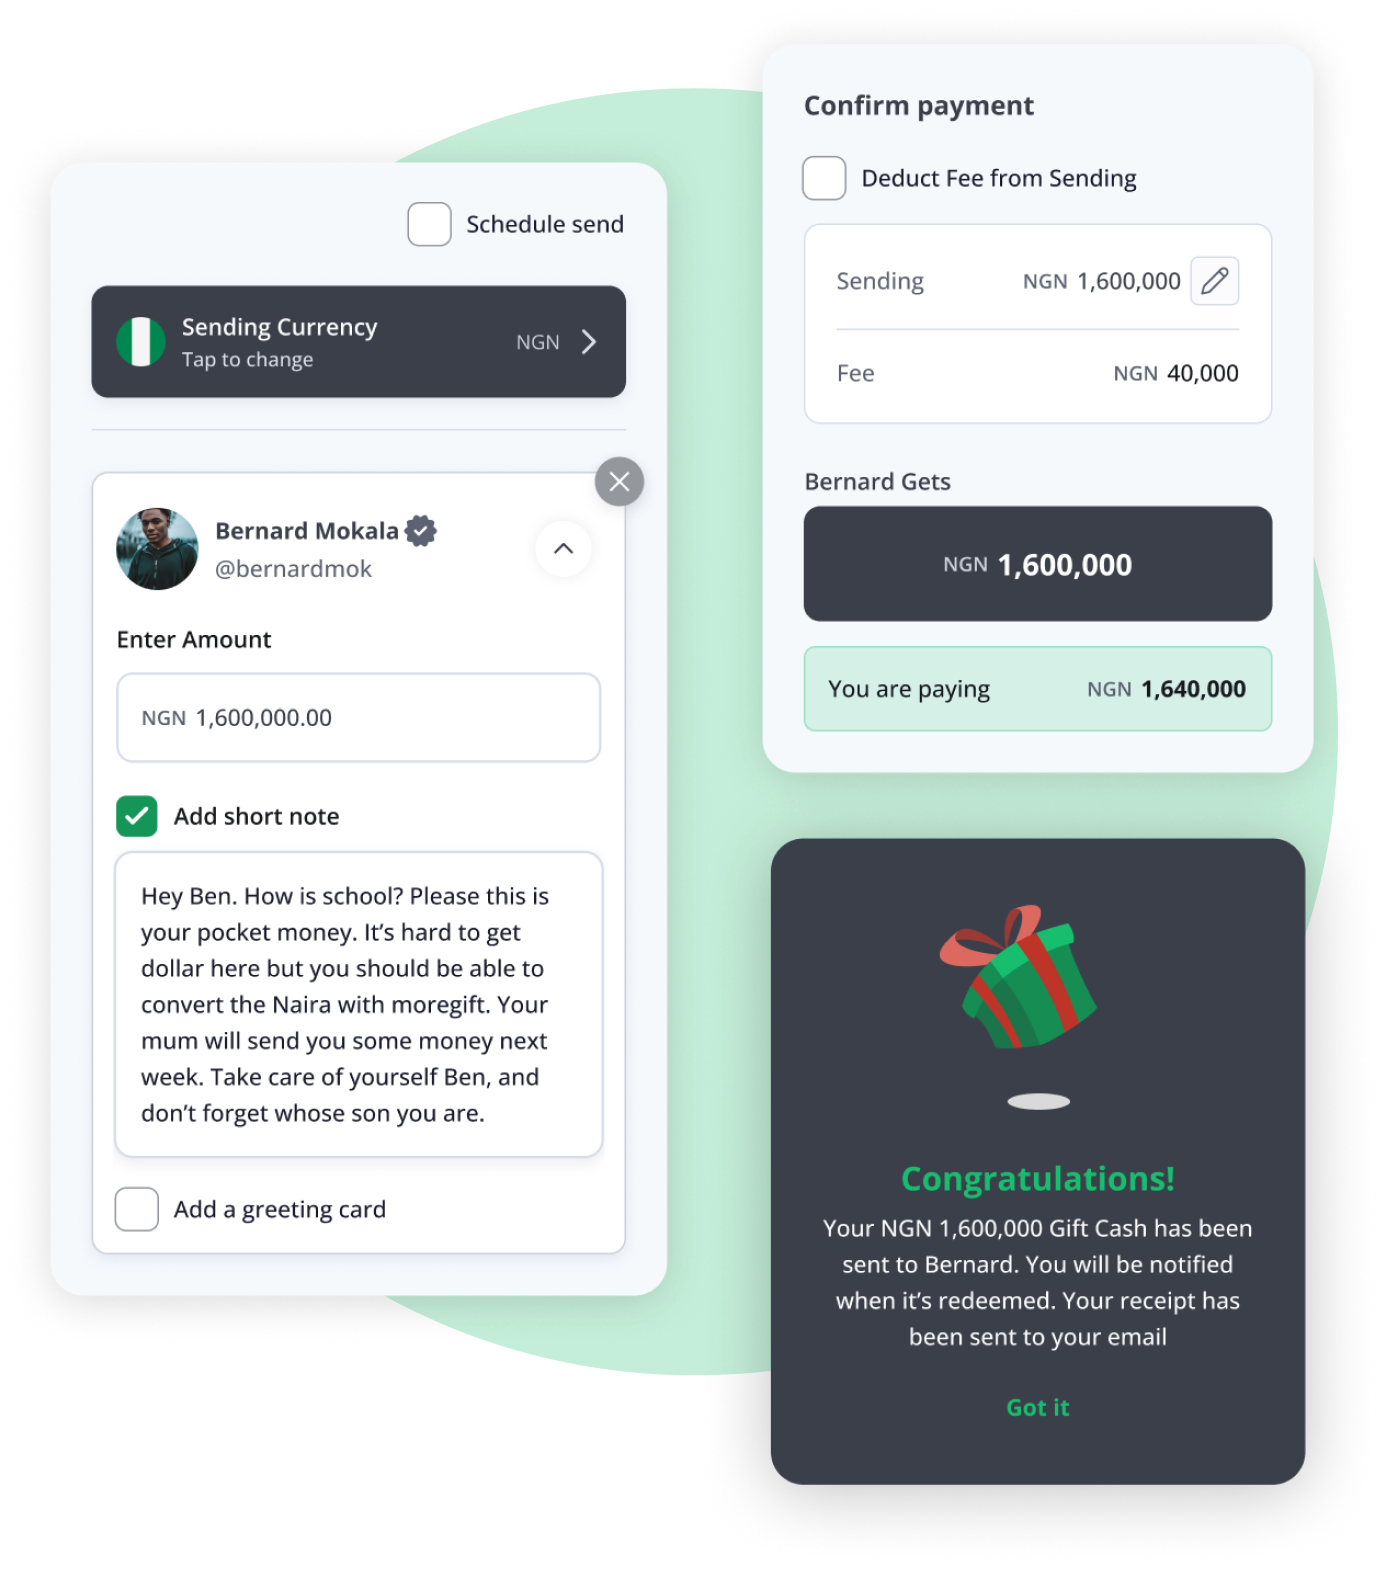 Schedule send
Sending Currency
Tap to change
NGN
Bernard Mokala
@bernardmok
Enter Amount
NGN 1,600,000.00
Add short note
Hey Ben. How is school? Please this is
your pocket money. It’s hard to get
dollar here but you should be able to
convert the Naira with moregift. Your
mum will send you some money next
week. Take care of yourself Ben, and
don’t forget whose son you are.
Add a greeting card
Confirm payment
Deduct Fee from Sending
Sending NGN 1,600,000
Fee NGN 40,000
Bernard Gets
NGN 1,600,000
You are paying NGN 1,640,000
Congratulations!
Your NGN 1,600,000 Gift Cash has been
sent to Bernard. You will be notified
when it’s redeemed. Your receipt has
been sent to your email
Got it